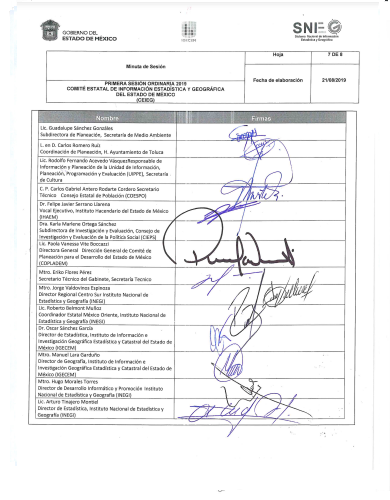 GOBIERNO DEL
ESTADO DE MÉXICO
IGECEM
SNIEG
Sistema Nacional de Información
Estadística y Geográfica
Hoja
7 DE 8
Minuta de Sesión
PRIMERA SESIÓN ORDINARIA 2019
COMITÉ ESTATAL DE INFORMACIÓN ESTADÍSTICA Y GEOGRÁFICA
DEL ESTADO DE MÉXICO
(CEIEG)
Fecha de elaboración
21/08/2019
Nombre
Firmas
Lic. Guadalupe Sánchez González
Subdirectora de Planeación, Secretaría de Medio Ambiente
L. en D. Carlos Romero Ruiz
Coordinación de Planeación, H. Ayuntamiento de Toluca
Lic. Rodolfo Fernando Acevedo VásquezResponsable de
Información y Planeación de la Unidad de Información,
Planeación, Programación y Evaluación (UIPPE), Secretaría
de Cultura
C. P. Carlos Gabriel Antero Rodarte Cordero Secretario
Técnico Consejo Estatal de Población (COESPO)
Dr. Felipe Javier Serrano Llarena
Vocal Ejecutivo, Instituto Hacendario del Estado de México
(IHAEM)
Dra. Karla Marlene Ortega Sánchez
Subdirectora de Investigación y Evaluación, Consejo de
Investigación y Evaluación de la Política Social (CIEPS)
Lic. Paola Vanessa Vite Boccazzi
Directora General Dirección General de Comité de
Planeación para el Desarrollo del Estado de México
(COPLADEM)
Mtro. Eriko Flores Pérez
Secretario Técnico del Gabinete, Secretaría Técnico
Mtro. Jorge Valdovinos Espinoza
Director Regional Centro Sur Instituto Nacional de
Estadística y Geografía (INEGI)
Lic. Roberto Belmont Muñoz
Coordinador Estatal México Oriente, Instituto Nacional de
Estadística y Geografía (INEGI)
Dr. Oscar Sánchez García
Director de Estadística, Instituto de Información e
Investigación Geográfica Estadística y Catastral del Estado de
México (IGECEM)
Mtro. Manuel Lara Garduño
Director de Geografía, Instituto de Información e
Investigación Geográfica Estadística y Catastral del Estado de
México (IGECEM)
Mtro. Hugo Morales Torres
Director de Desarrollo Informático y Promoción Instituto
Nacional de Estadística y Geografía (INEGI)
Lic. Arturo Tinajero Montiel
Director de Estadística, Instituto Nacional de Estadística y
Geografía (INEGI)